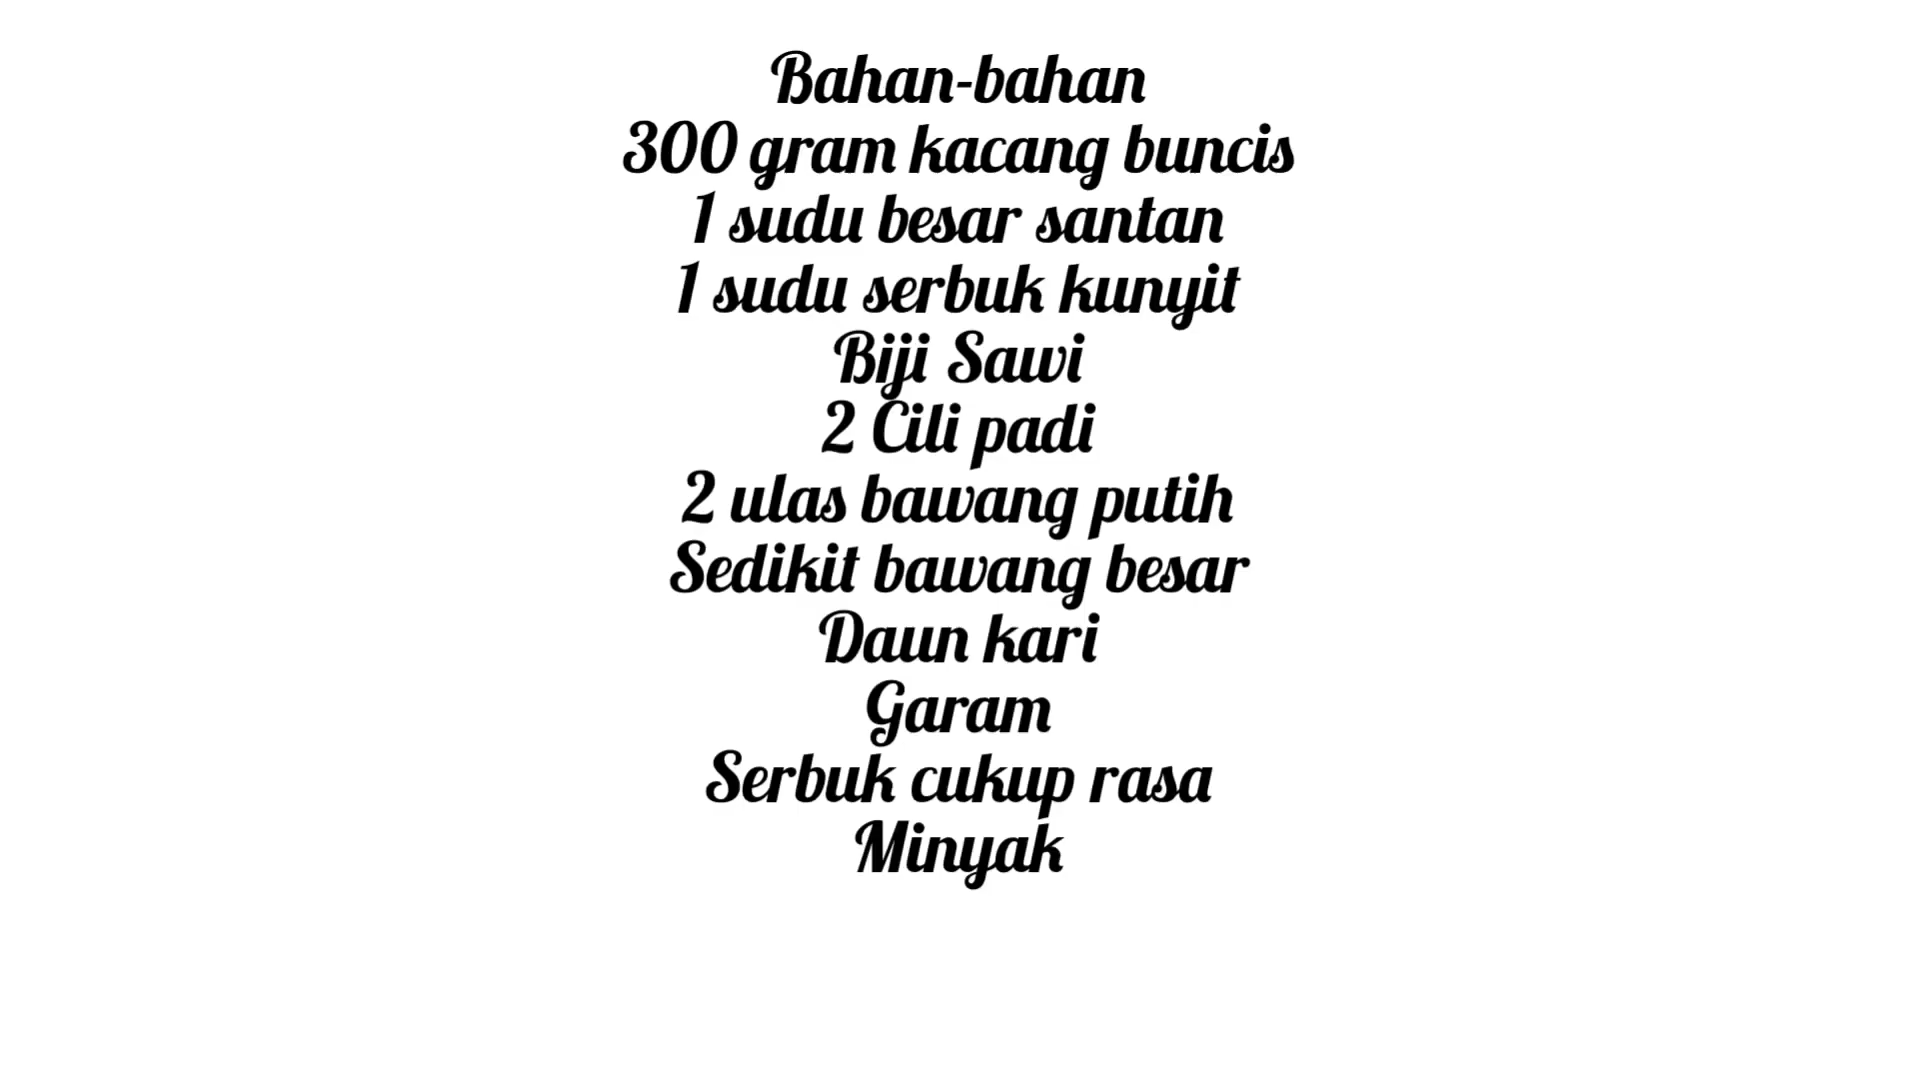 Bahan-bahan
300 gram kacang buncis
1 sudu besar santan
1 sudu serbuk kunyit
Biji Sawi
2 Cili padi
2 ulas bawang putih
Sedikit bawang besar
Daun kari
Garam
Serbuk cukup rasa
Minyak